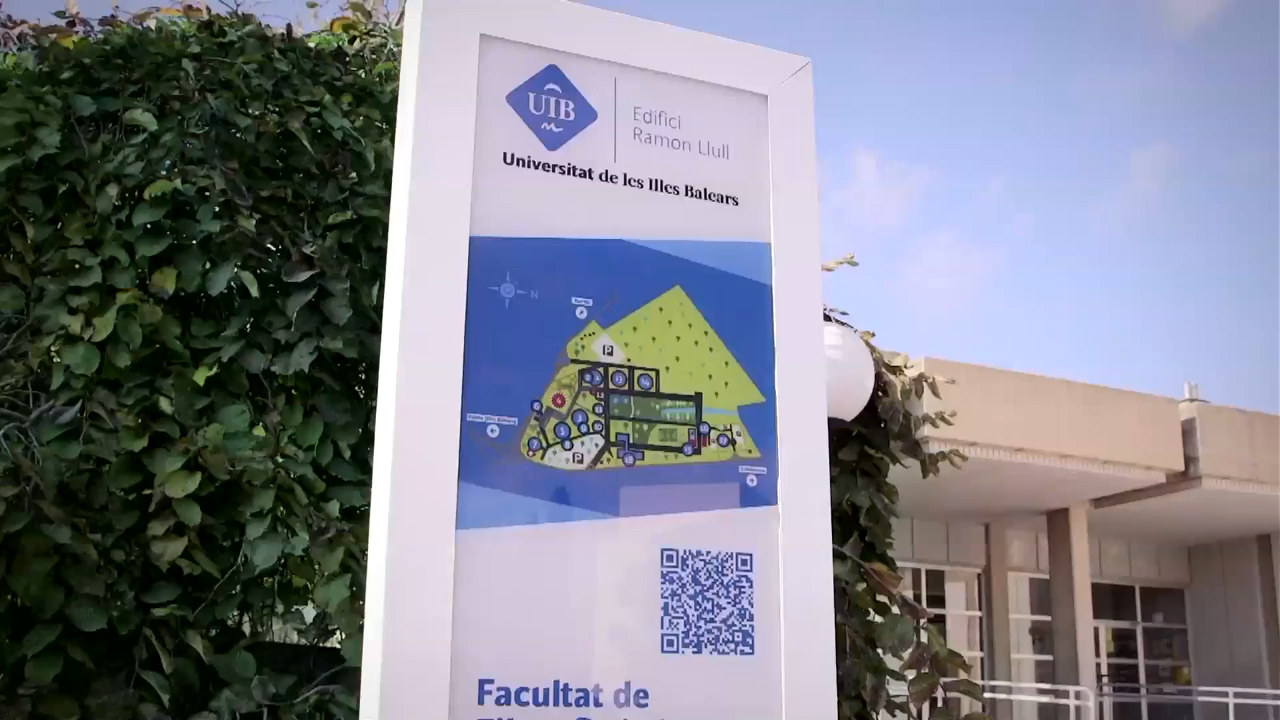 UIB
Edifici
Ramon Llull
Universitat de les Illes Balears
N
P
P
Facultat de